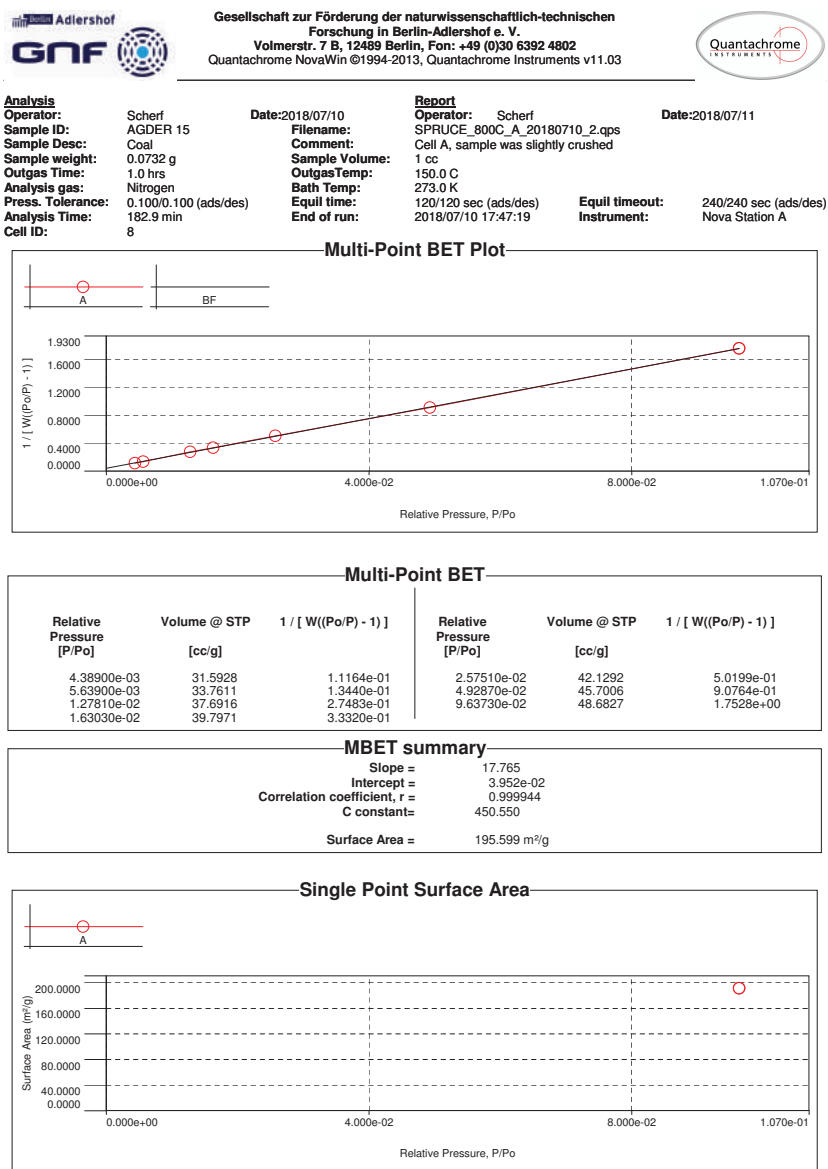 Berlin Adlershof
GNF
Gesellschaft zur Förderung der naturwissenschaftlich-technischen
Forschung in Berlin-Adlershof e. V.
Volmerstr. 7 B, 12489 Berlin, Fon: +49 (0)30 6392 4802
Quantachrome NovaWin ©1994-2013, Quantachrome Instruments v11.03
Quantachrome
INSTRUMENTS
Analysis Report
Operator: Scherf Date:2018/07/10 Operator: Scherf Date:2018/07/11
Sample ID: AGDER 15 Filename: SPRUCE_800C_A_20180710_2.qps
Sample Desc: Coal Comment: Cell A, sample was slightly crushed
Sample weight: 0.0732 g Sample Volume: 1 cc
Outgas Time: 1.0 hrs OutgasTemp: 150.0 C
Analysis gas: Nitrogen Bath Temp: 273.0 K
Press. Tolerance: 0.100/0.100 (ads/des) Equil time: 120/120 sec (ads/des) Equil timeout: 240/240 sec (ads/des)
Analysis Time: 182.9 min End of run: 2018/07/10 17:47:19 Instrument: Nova Station A
Cell ID: 8
Multi-Point BET Plot
A BF
1.9300
1.6000
1.2000
0.8000
0.4000
0.0000
1 / [ W((Po/P) - 1) ]
0.000e+00 4.000e-02 8.000e-02 1.070e-01
Relative Pressure, P/Po
Multi-Point BET
Relative Volume @ STP 1 / [ W((Po/P) - 1) ] Relative Volume @ STP 1 / [ W((Po/P) - 1) ]
Pressure Pressure
[P/Po] [cc/g] [P/Po] [cc/g]
4.38900e-03 31.5928 1.1164e-01 2.57510e-02 42.1292 5.0199e-01
5.63900e-03 33.7611 1.3440e-01 4.92870e-02 45.7006 9.0764e-01
1.27810e-02 37.6916 2.7483e-01 9.63730e-02 48.6827 1.7528e+00
1.63030e-02 39.7971 3.3320e-01
MBET summary
Slope = 17.765
Intercept = 3.952e-02
Correlation coefficient, r = 0.999944
C constant= 450.550
Surface Area = 195.599 m²/g
Single Point Surface Area
A
200.0000
160.0000
120.0000
80.0000
40.0000
0.0000
Surface Area (m²/g)
0.000e+00 4.000e-02 8.000e-02 1.070e-01
Relative Pressure, P/Po